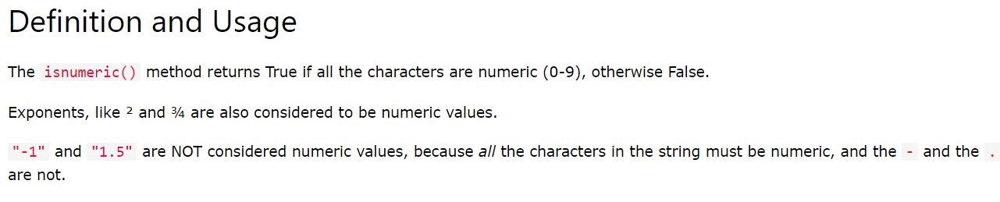 Definition and Usage
The isnumeric() method returns True if all the characters are numeric (0-9), otherwise False.
Exponents, like ² and ¾ are also considered to be numeric values.
"-1" and "1.5" are NOT considered numeric values, because all the characters in the string must be numeric, and the - and the .
are not.